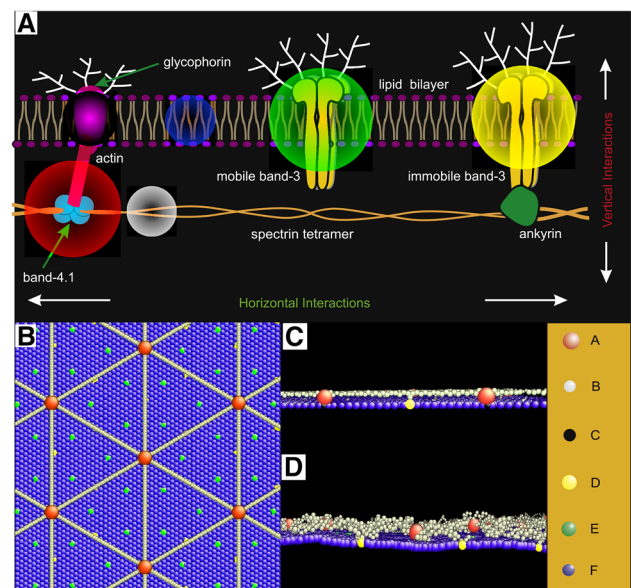 A
glycophorin
lipid bilayer
actin
mobile band-3
immobile band-3
Vertical Interactions
spectrin tetramer
ankyrin
band-4.1
Horizontal Interactions
B
C
D
A
B
C
D
E
F